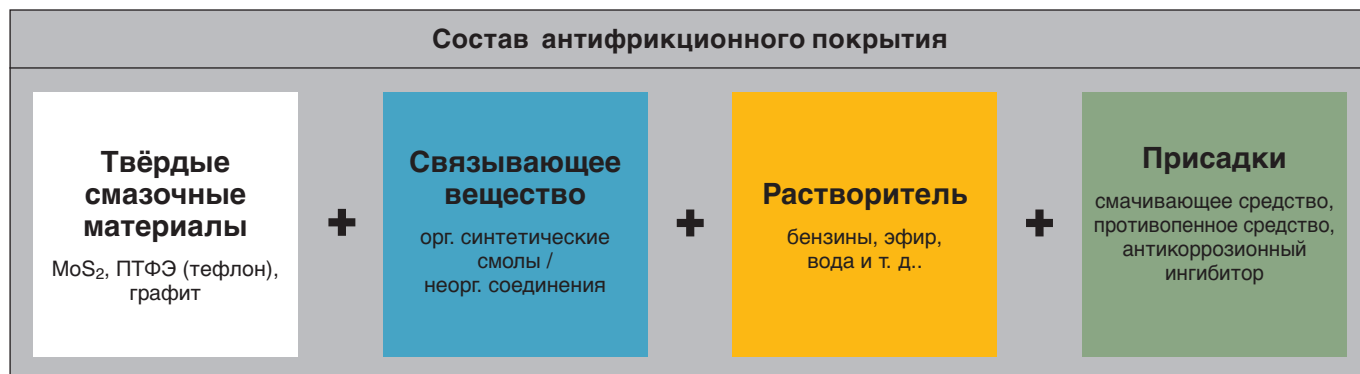 Состав антифрикционного покрытия
Твёрдые
смазочные
материалы
MoS₂, ПТФЭ (тефлон),
графит
+
Связывающее
вещество
орг. синтетические
смолы /
неорг. соединения
+
Растворитель
бензины, эфир,
вода и т. д..
+
Присадки
смачивающее средство,
противопенное средство,
антикоррозионный
ингибитор